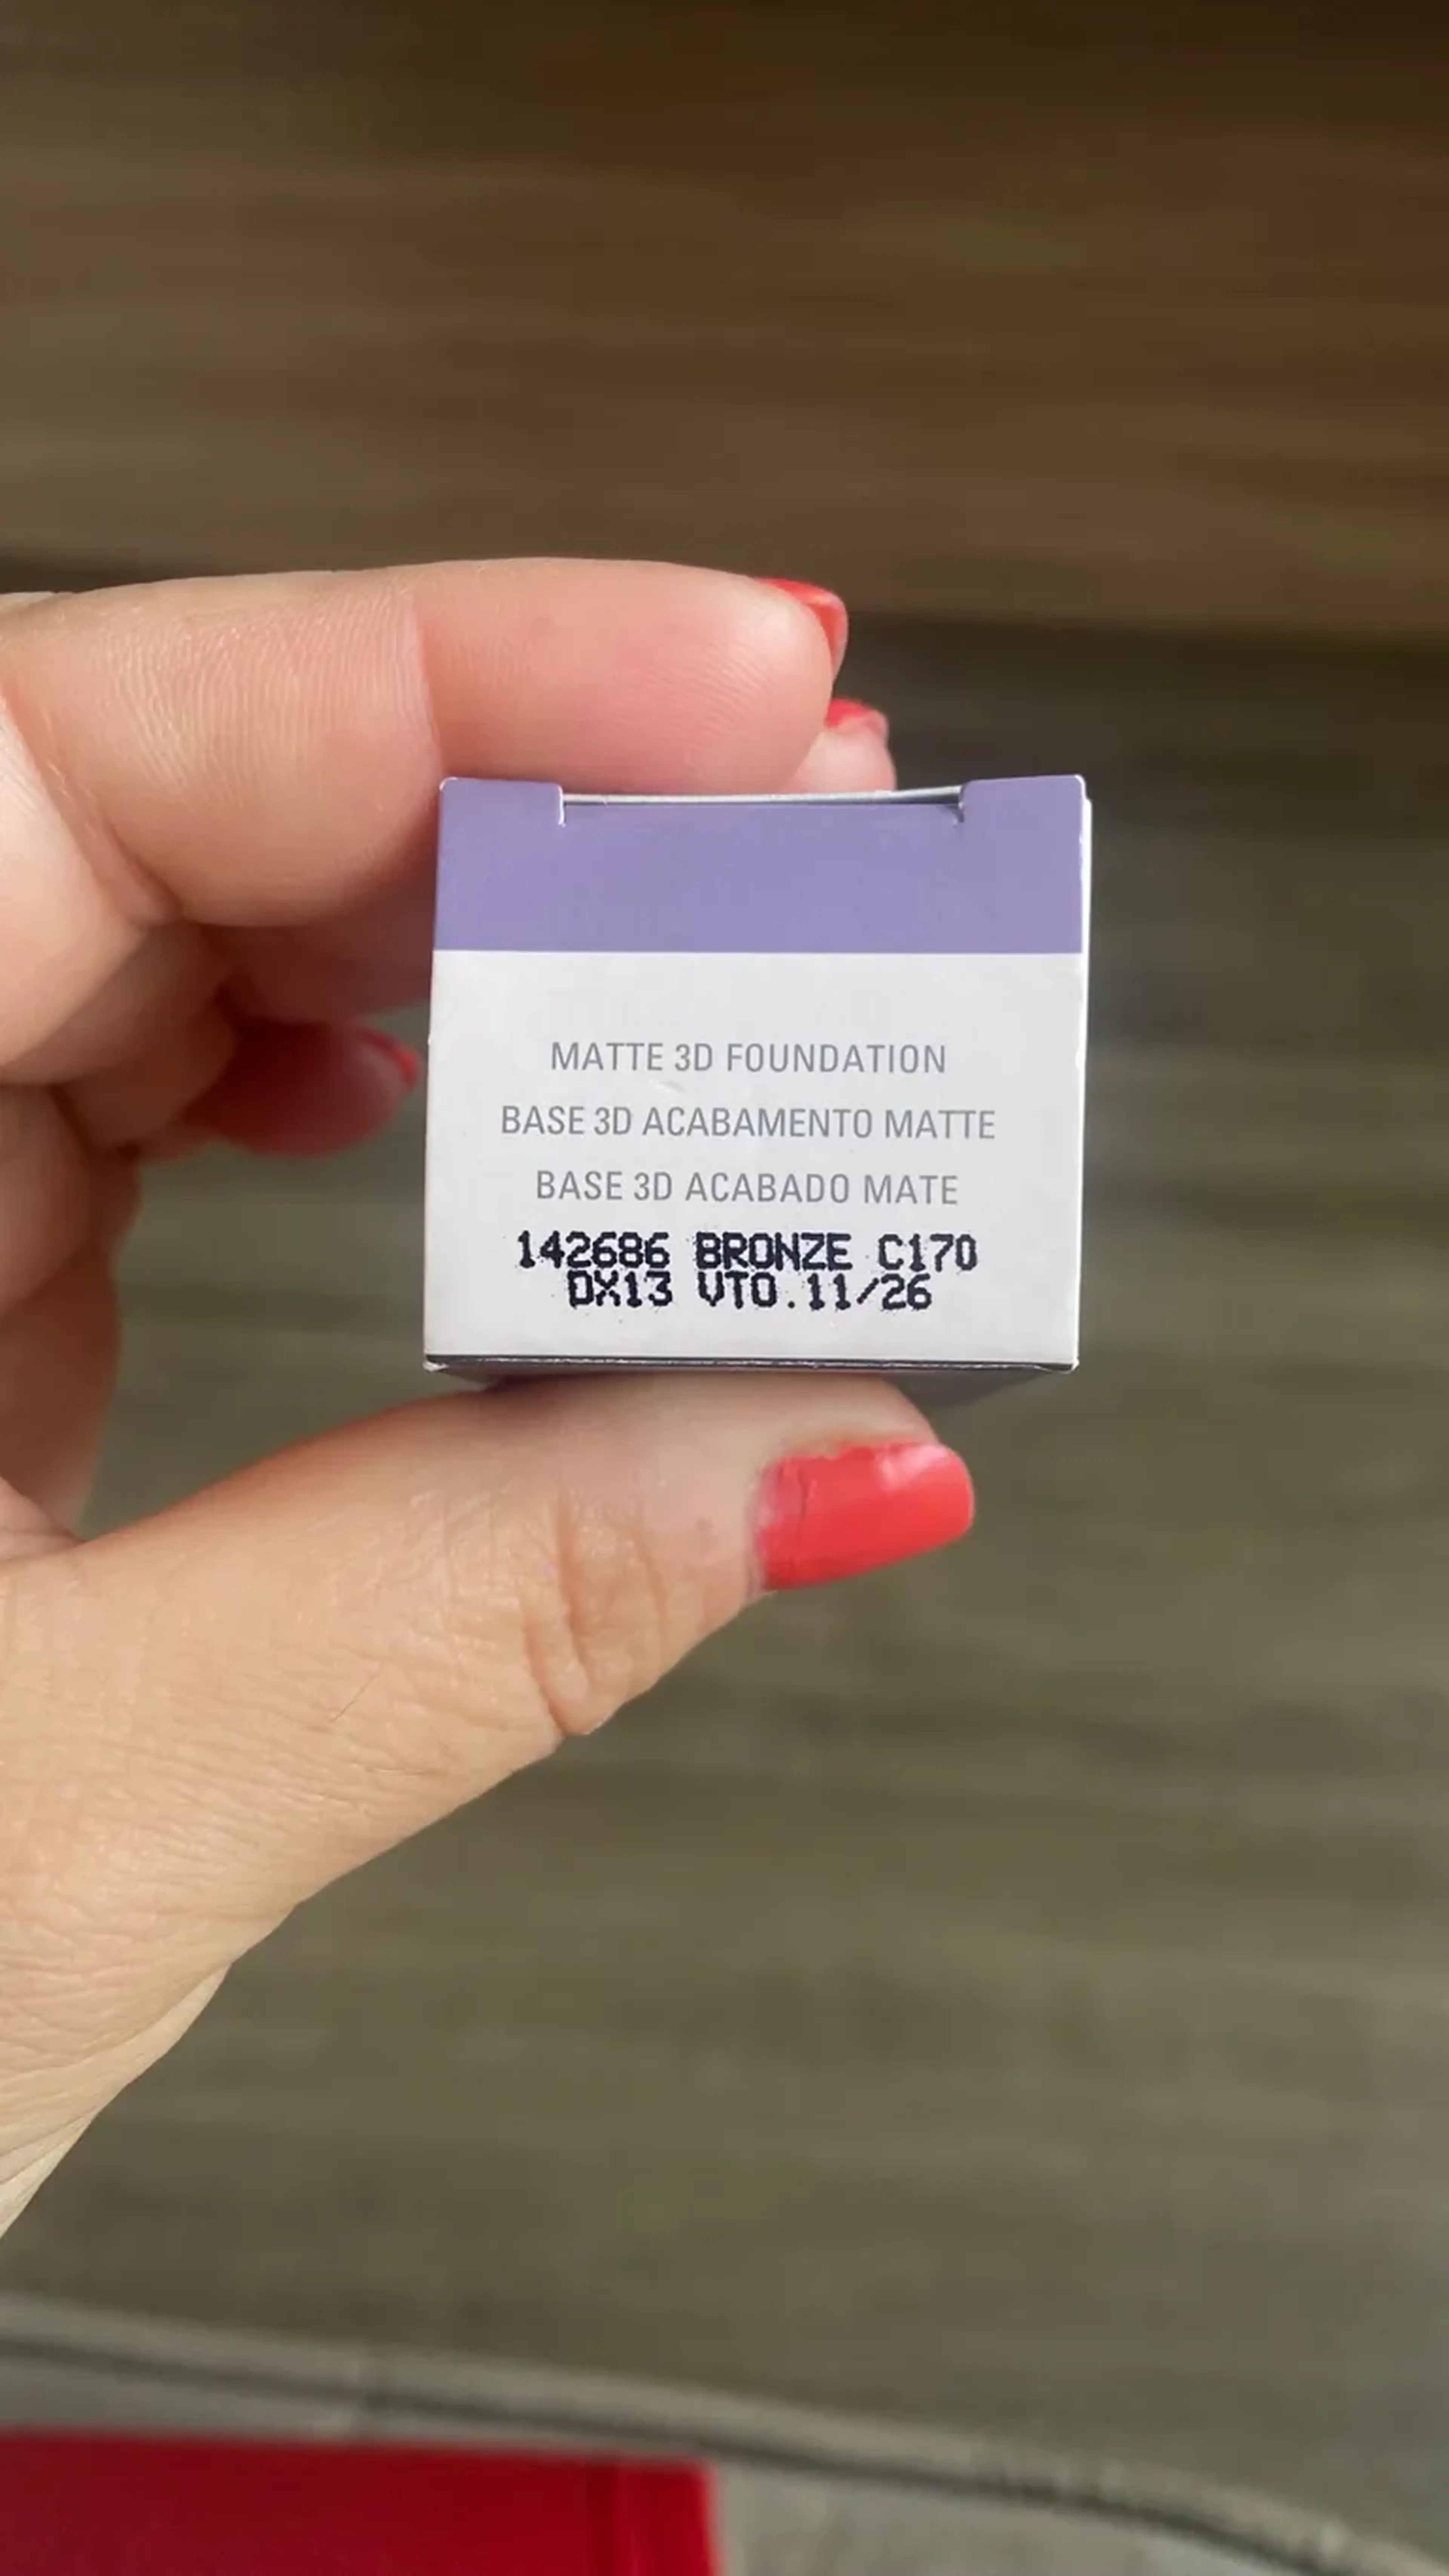 MATTE 3D FOUNDATION
BASE 3D ACABAMENTO MATTE
BASE 3D ACABADO MATE
142686 BRONZE C170
DX13 VTO.11/26